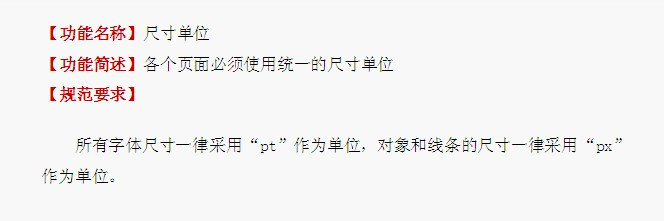 【功能名称】尺寸单位
【功能简述】各个页面必须使用统一的尺寸单位
【规范要求】
所有字体尺寸一律采用“pt”作为单位，对象和线条的尺寸一律采用“px”
作为单位。